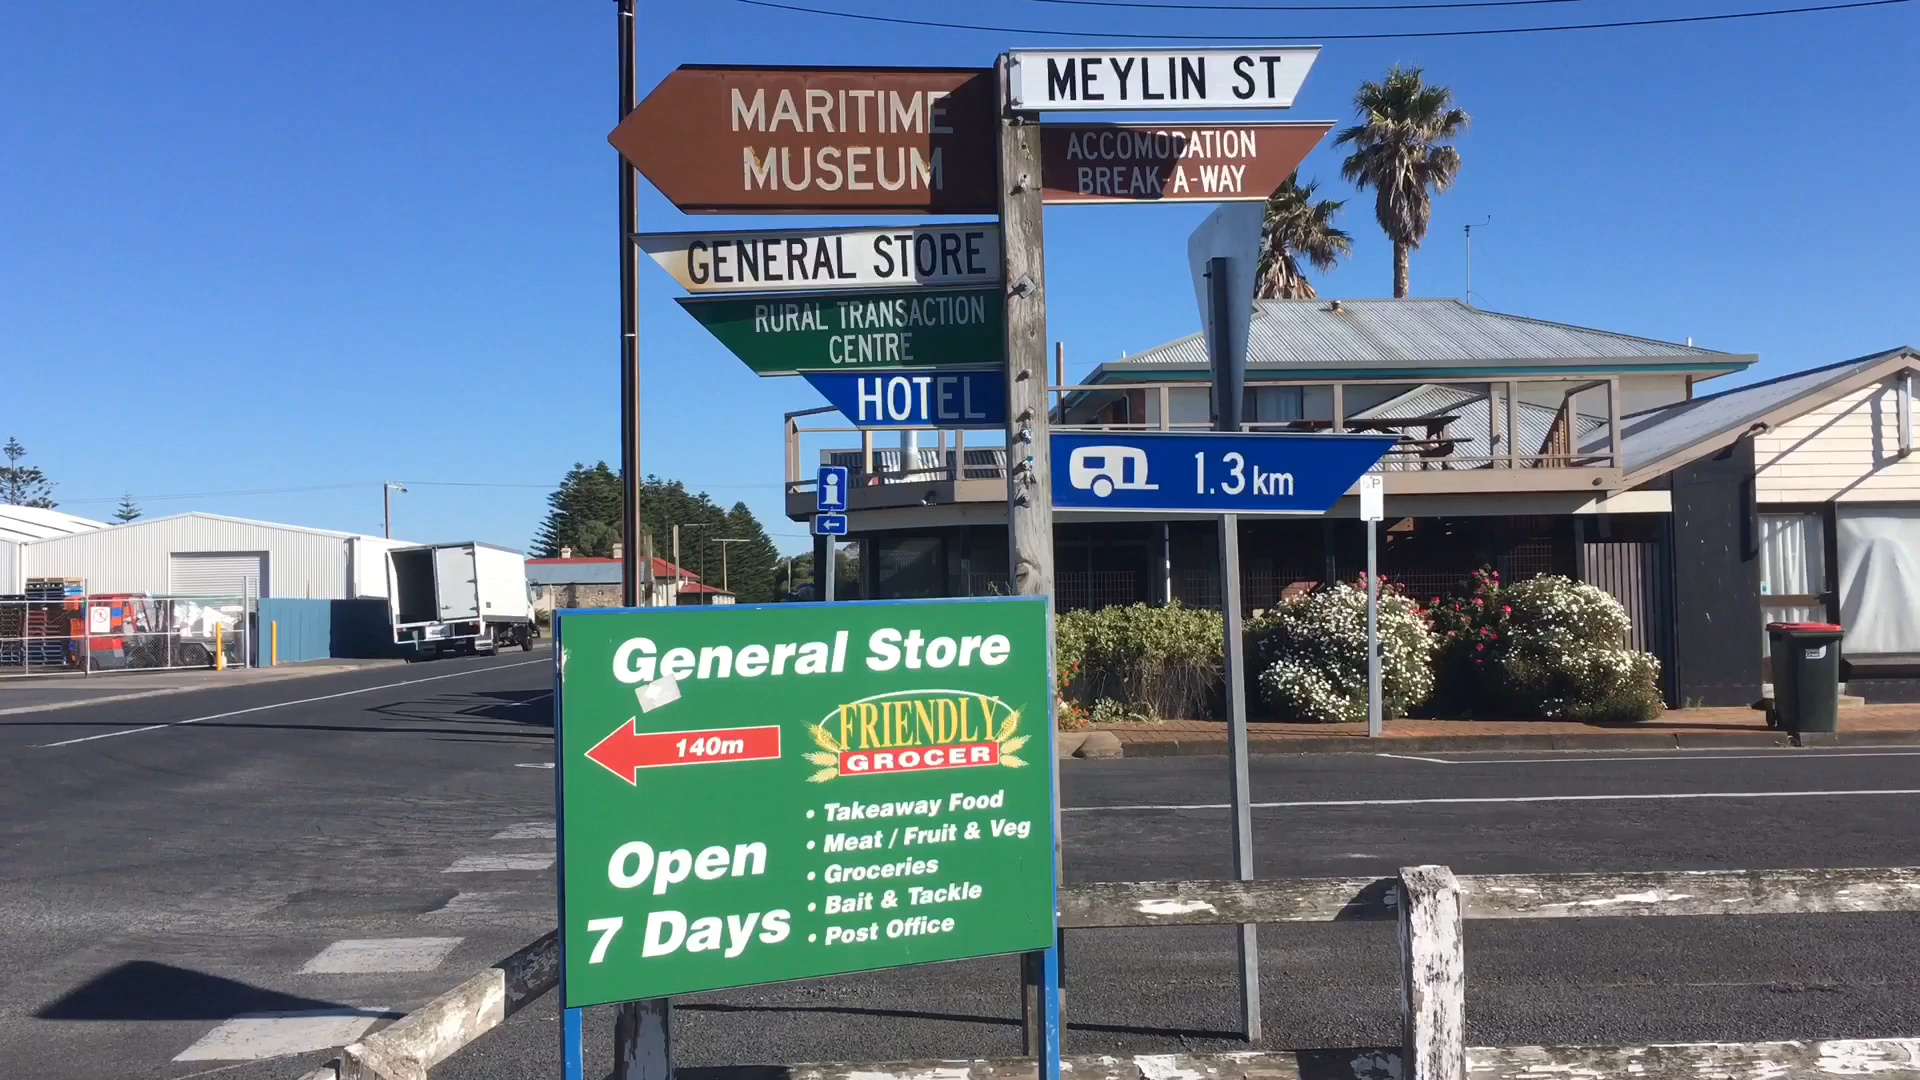 MEYLIN ST
MARITIME
MUSEUM
ACCOMODATION
BREAK-A-WAY
GENERAL STORE
RURAL TRANSACTION
CENTRE
HOTEL
1.3 km
i
P
General Store
140m
FRIENDLY
GROCER
• Takeaway Food
• Meat / Fruit & Veg
• Groceries
• Bait & Tackle
• Post Office
Open
7 Days